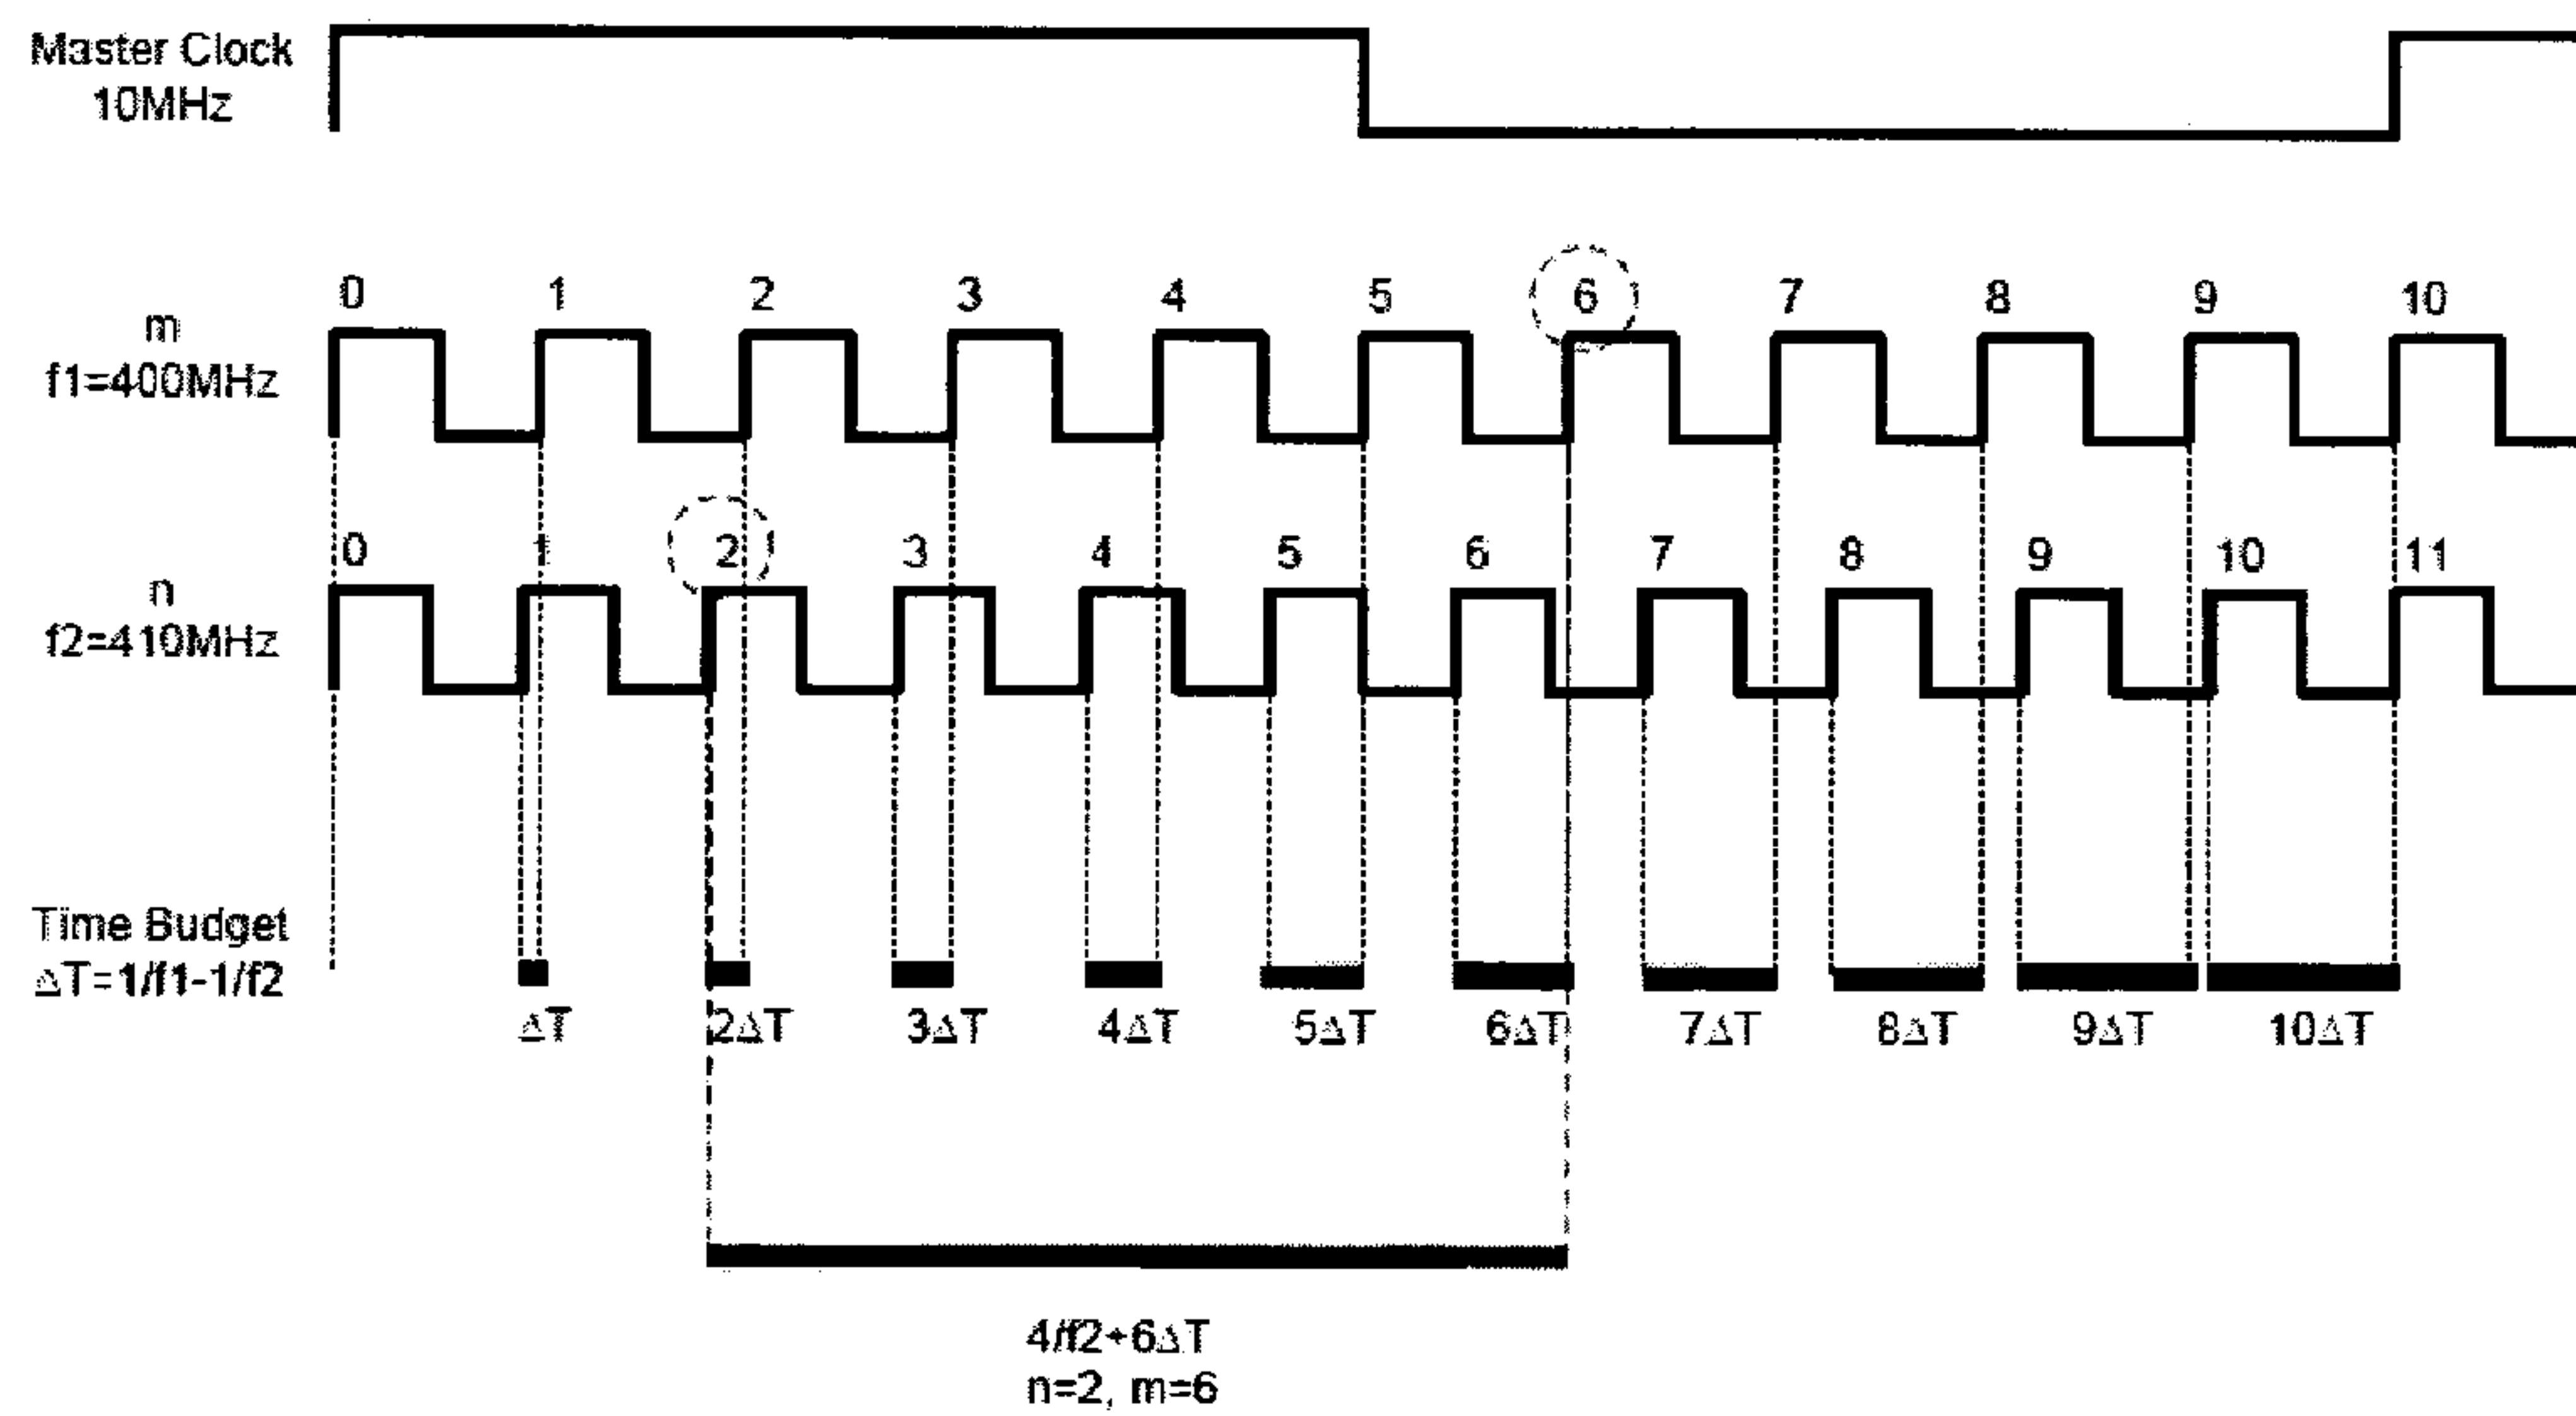 Master Clock
10MHz
0 1 2 3 4 5 6 7 8 9 10
m
f1=400MHz
0 1 2 3 4 5 6 7 8 9 10 11
n
f2=410MHz
Time Budget
ΔT=1/f1-1/f2
ΔT 2ΔT 3ΔT 4ΔT 5ΔT 6ΔT 7ΔT 8ΔT 9ΔT 10ΔT
4/f2+6ΔT
n=2, m=6